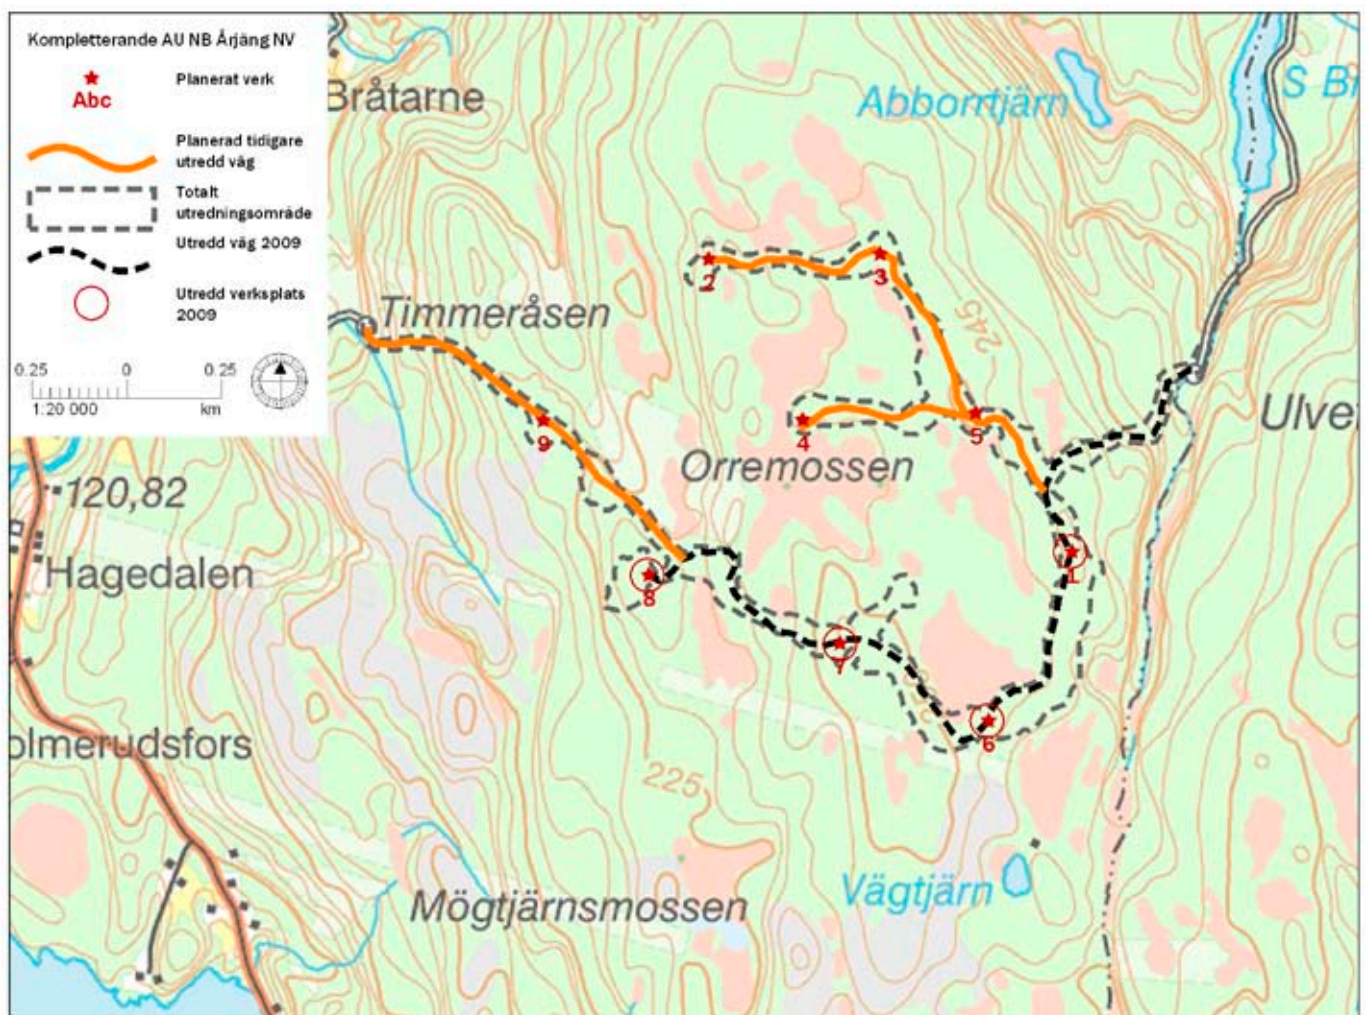 Kompletterande AU NB Årjäng NV
Planerat verk
Abc
Planerad tidigare
utredd väg
Totalt
utredningsområde
Utredd väg 2009
Utredd verksplats
2009
0.25 0 0.25
1:20 000 km
Bråtarne
Abborrtjärn
S Br
2
3
Timmeråsen
245
Ulve
9
4
5
Orremossen
120,82
1
Hagedalen
8
7
6
olmerudsfors
225
Vägtjärn
Mögtjärnsmossen